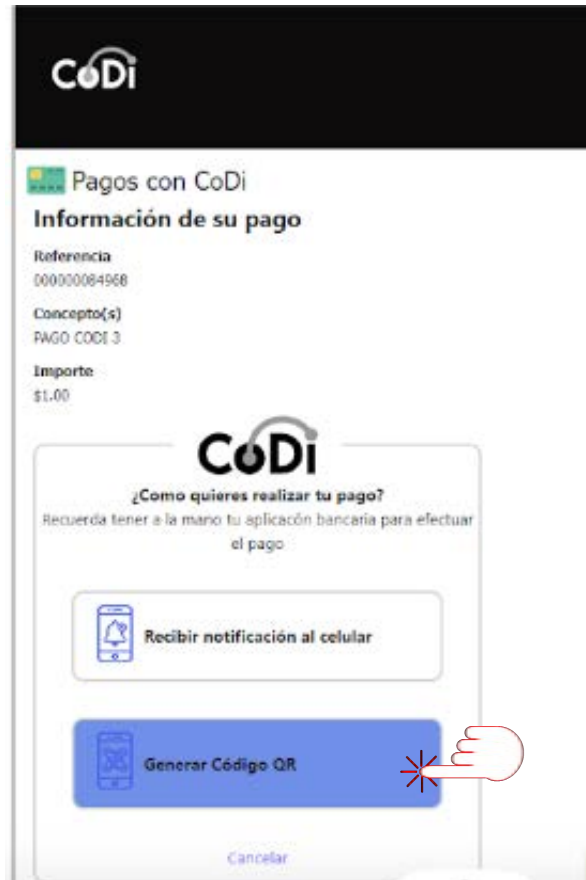 CoDi
Pagos con CoDi
Información de su pago
Referencia
000000084968
Concepto(s)
PAGO CODI 3
Importe
$1.00
CoDi
¿Como quieres realizar tu pago?
Recuerda tener a la mano tu aplicacón bancaria para efectuar
el pago
Recibir notificación al celular
Generar Código QR
Cancelar